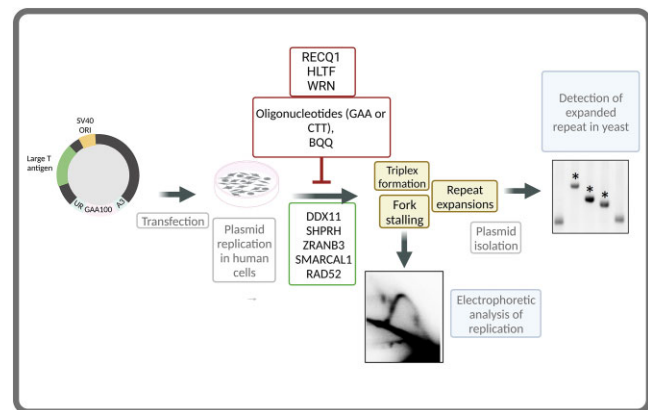 RECQ1
HLTF
WRN
Oligonucleotides (GAA or
CTT),
BQQ
SV40
ORI
Large T
antigen
UR GAA100 A3
Transfection
Plasmid
replication
in human
cells
DDX11
SHPRH
ZRANB3
SMARCAL1
RAD52
Triplex
formation
Fork
stalling
Repeat
expansions
Plasmid
isolation
Detection of
expanded
repeat in yeast
* * *
Electrophoretic
analysis of
replication